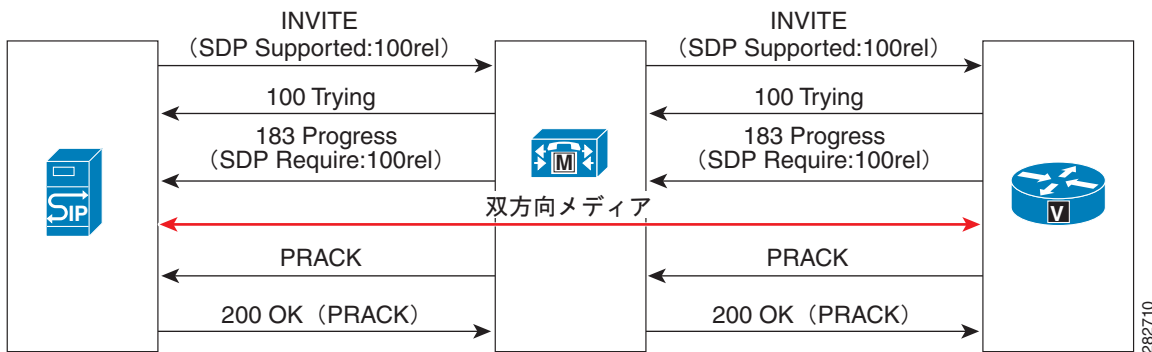 INVITE
（SDP Supported:100rel）
INVITE
（SDP Supported:100rel）
100 Trying
100 Trying
183 Progress
（SDP Require:100rel）
183 Progress
（SDP Require:100rel）
M
SIP
V
双方向メディア
PRACK
PRACK
200 OK（PRACK）
200 OK（PRACK）
282710